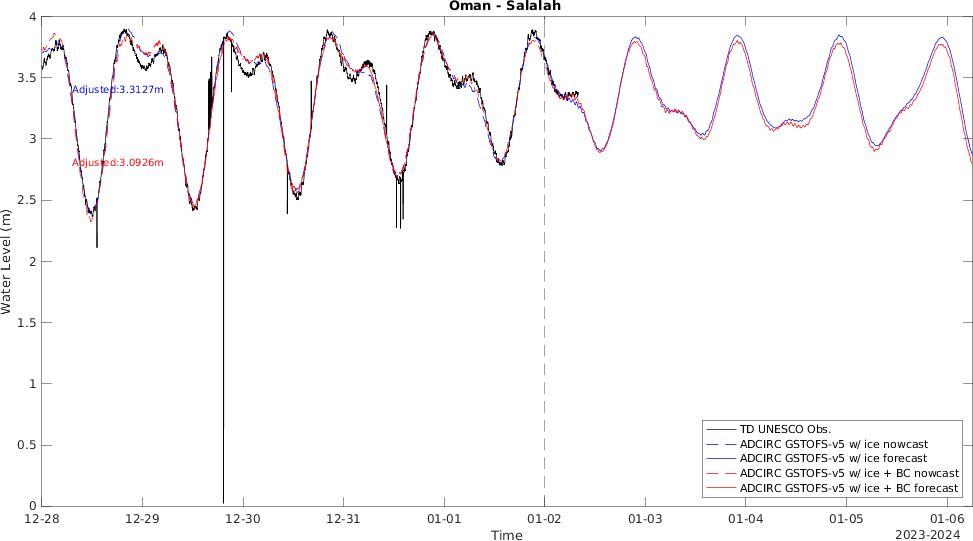 Oman - Salalah
4
3.5
3
2.5
2
1.5
1
0.5
0
Water Level (m)
Adjusted:3.3127m
Adjusted:3.0926m
TD UNESCO Obs.
ADCIRC GSTOFS-v5 w/ ice nowcast
ADCIRC GSTOFS-v5 w/ ice forecast
ADCIRC GSTOFS-v5 w/ ice + BC nowcast
ADCIRC GSTOFS-v5 w/ ice + BC forecast
12-28 12-29 12-30 12-31 01-01 01-02 01-03 01-04 01-05 01-06
Time
2023-2024